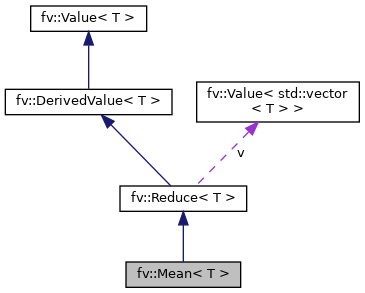 fv::Value< T >
fv::DerivedValue< T >
fv::Value< std::vector
< T > >
v
fv::Reduce< T >
fv::Mean< T >